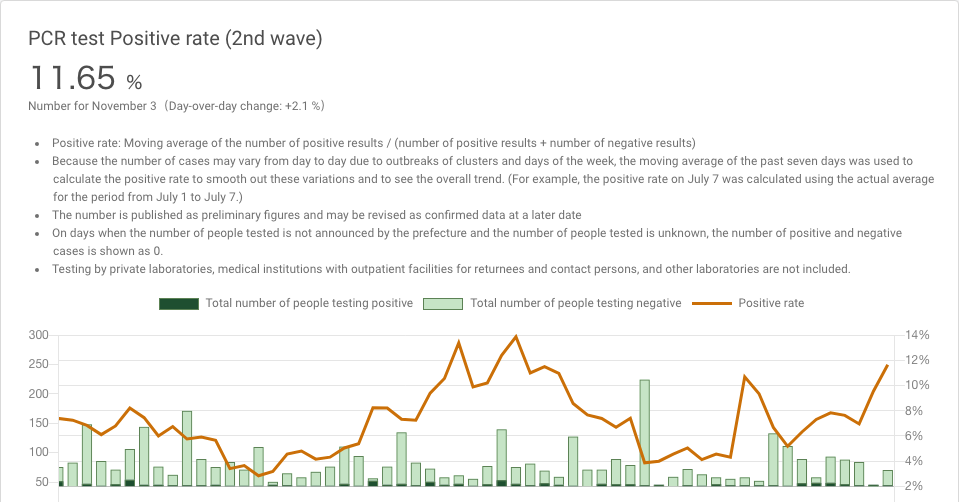 PCR test Positive rate (2nd wave)
11.65 %
Number for November 3 (Day-over-day change: +2.1 %)
• Positive rate: Moving average of the number of positive results / (number of positive results + number of negative results)
• Because the number of cases may vary from day to day due to outbreaks of clusters and days of the week, the moving average of the past seven days was used to
calculate the positive rate to smooth out these variations and to see the overall trend. (For example, the positive rate on July 7 was calculated using the actual average
for the period from July 1 to July 7.)
• The number is published as preliminary figures and may be revised as confirmed data at a later date
• On days when the number of people tested is not announced by the prefecture and the number of people tested is unknown, the number of positive and negative
cases is shown as 0.
• Testing by private laboratories, medical institutions with outpatient facilities for returnees and contact persons, and other laboratories are not included.
Total number of people testing positive Total number of people testing negative Positive rate
300 14%
250 12%
10%
200
8%
150
6%
100
4%
50 2%